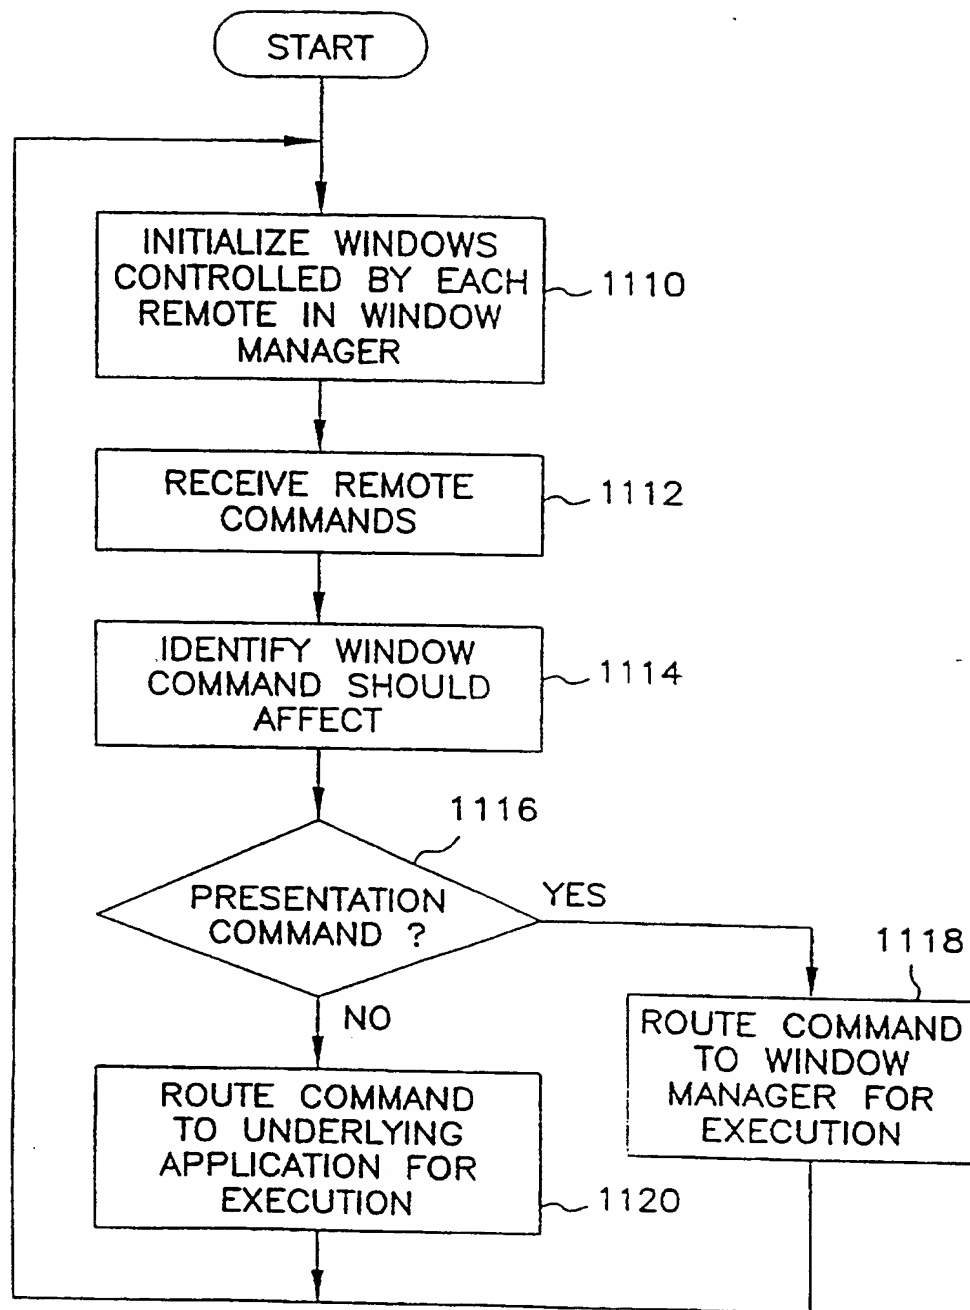 START
INITIALIZE WINDOWS
CONTROLLED BY EACH
REMOTE IN WINDOW
MANAGER
1110
RECEIVE REMOTE
COMMANDS
1112
IDENTIFY WINDOW
COMMAND SHOULD
AFFECT
1114
1116
PRESENTATION
COMMAND ?
YES
NO
1118
ROUTE COMMAND
TO WINDOW
MANAGER FOR
EXECUTION
ROUTE COMMAND
TO UNDERLYING
APPLICATION FOR
EXECUTION
1120